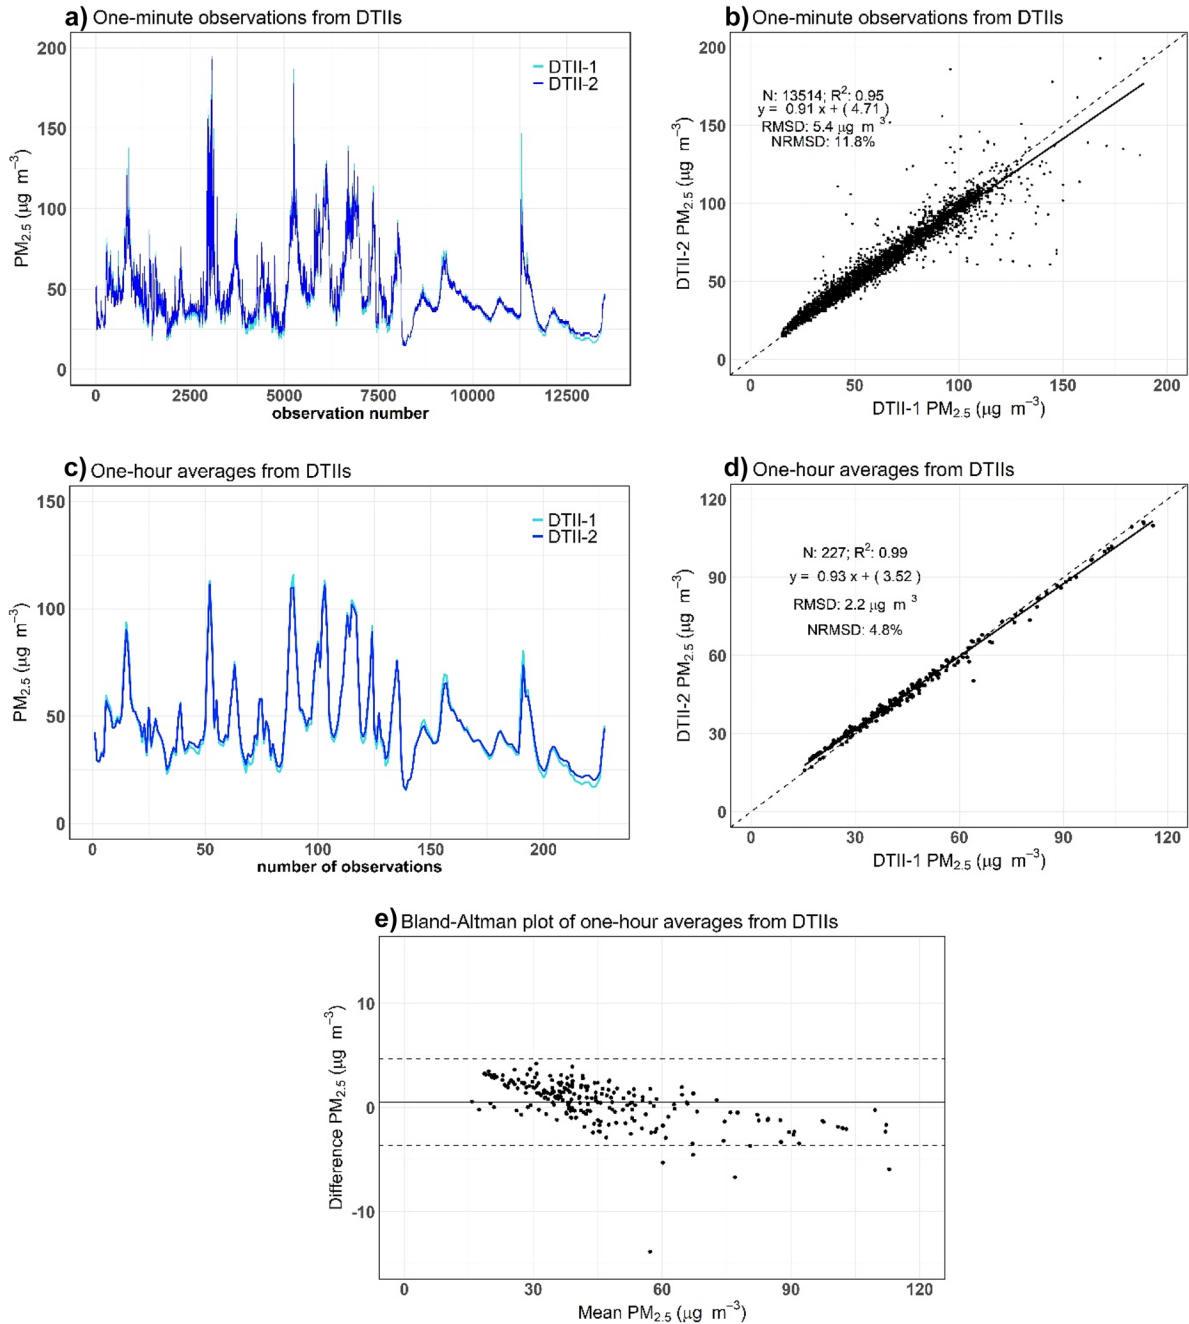 a) One-minute observations from DTIIs
200
150
100
50
0
PM2.5 (µg m−3)
DTII-1
DTII-2
0 2500 5000 7500 10000 12500
observation number
b) One-minute observations from DTIIs
200
150
100
50
0
DTII-2 PM2.5 (µg m−3)
N: 13514; R2: 0.95
y = 0.91 x + ( 4.71 )
RMSD: 5.4 µg m 3
NRMSD: 11.8%
0 50 100 150 200
DTII-1 PM2.5 (µg m−3)
c) One-hour averages from DTIIs
150
100
50
0
PM2.5 (µg m−3)
DTII-1
DTII-2
0 50 100 150 200
number of observations
d) One-hour averages from DTIIs
120
90
60
30
0
DTII-2 PM2.5 (µg m−3)
N: 227; R2: 0.99
y = 0.93 x + ( 3.52 )
RMSD: 2.2 µg m 3
NRMSD: 4.8%
0 30 60 90 120
DTII-1 PM2.5 (µg m−3)
e) Bland-Altman plot of one-hour averages from DTIIs
10
0
-10
Difference PM2.5 (µg m−3)
0 30 60 90 120
Mean PM2.5 (µg m−3)